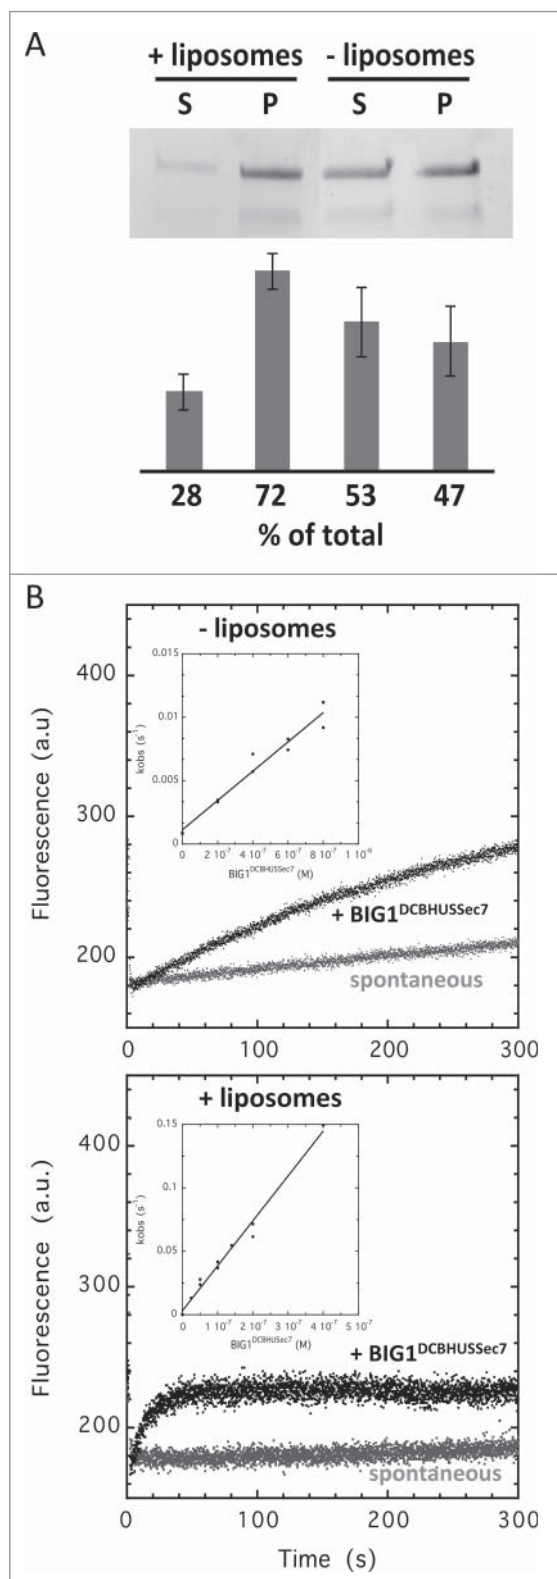 A
+ liposomes - liposomes
S P S P
28 72 53 47
% of total
B
- liposomes
0.015
0.01
0.005
0
kobs (s-1)
0 2 10-7 4 10-7 6 10-7 8 10-7 1 10-6
BIG1DCBHUSSec7 (M)
400
300
200
Fluorescence (a.u)
+ BIG1DCBHUSSec7
spontaneous
0 100 200 300
+ liposomes
0.15
0.1
0.05
0
kobs (s-1)
0 1 10-7 2 10-7 3 10-7 4 10-7 5 10-7
BIG1DCBHUSSec7 (M)
400
300
200
Fluorescence (a.u.)
+ BIG1DCBHUSSec7
spontaneous
0 100 200 300
Time (s)